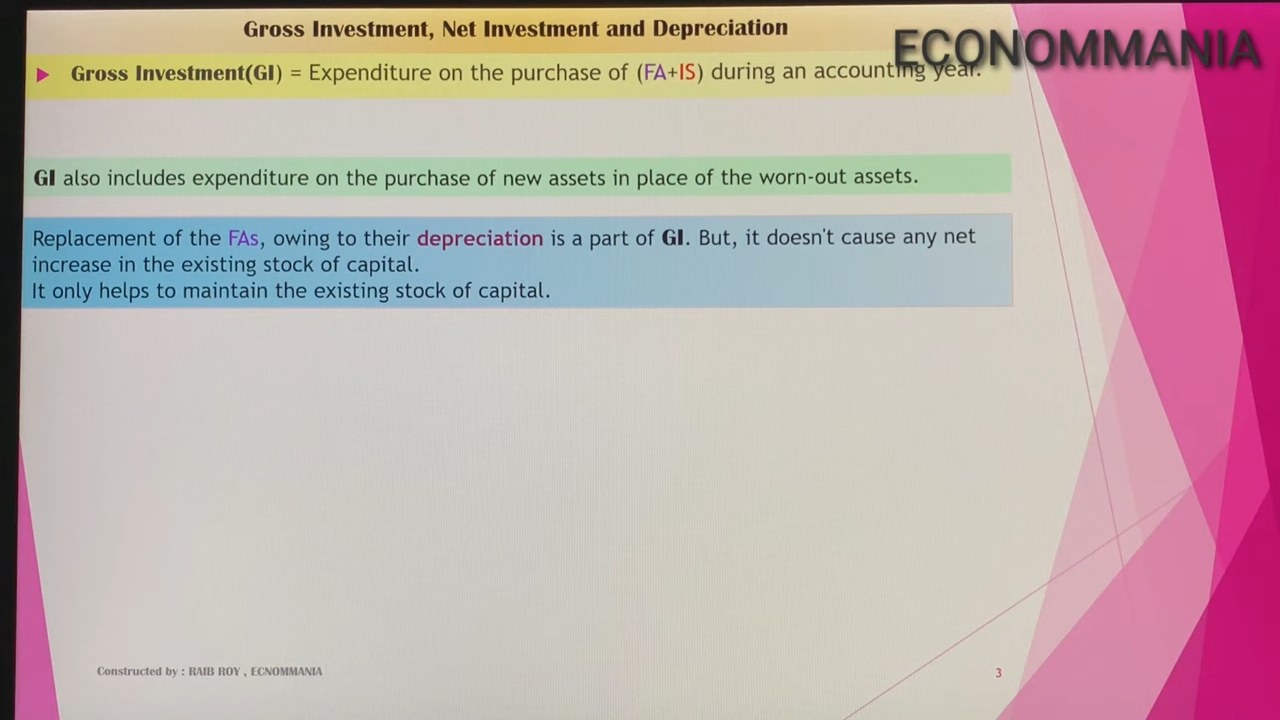 Gross Investment, Net Investment and Depreciation
ECONOMMANIA
Gross Investment(GI) = Expenditure on the purchase of (FA+IS) during an accounting year.
GI also includes expenditure on the purchase of new assets in place of the worn-out assets.
Replacement of the FAs, owing to their depreciation is a part of GI. But, it doesn't cause any net
increase in the existing stock of capital.
It only helps to maintain the existing stock of capital.
Constructed by : RAIB ROY , ECNOMMANIA
3